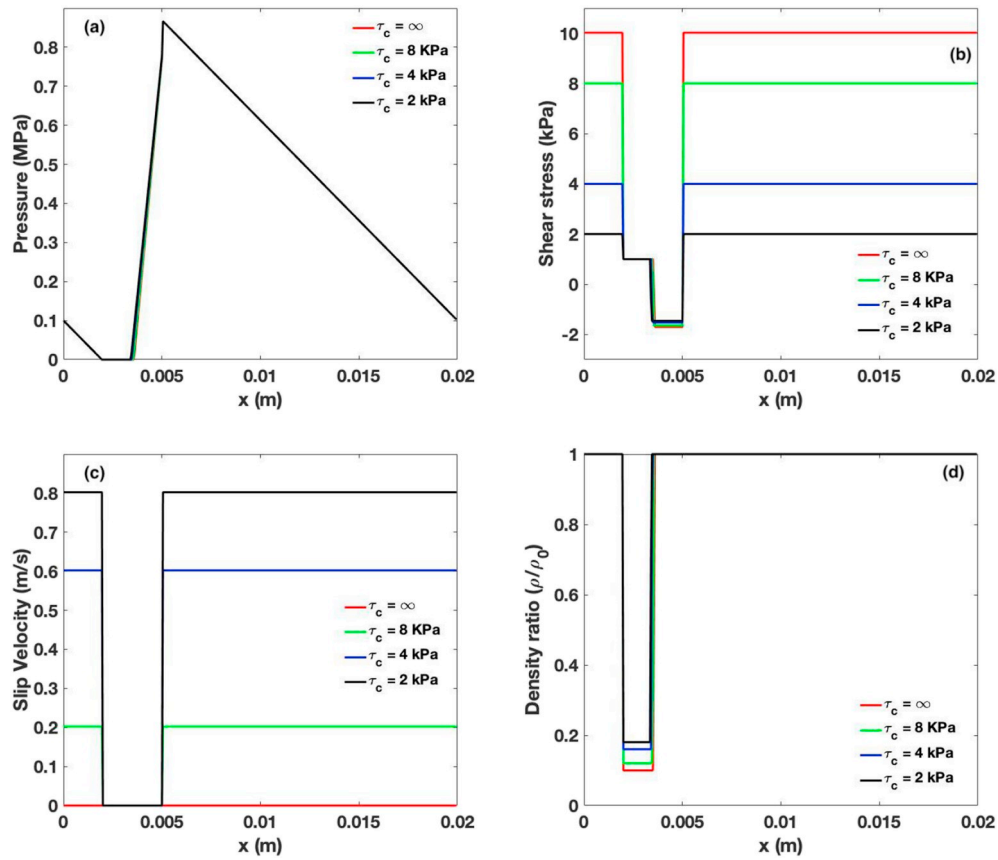 (a)
τc = ∞
τc = 8 KPa
τc = 4 kPa
τc = 2 kPa
0.8
0.7
0.6
0.5
0.4
0.3
0.2
0.1
0
Pressure (MPa)
0 0.005 0.01 0.015 0.02
x (m)
(b)
10
8
6
4
2
0
-2
Shear stress (kPa)
τc = ∞
τc = 8 KPa
τc = 4 kPa
τc = 2 kPa
0 0.005 0.01 0.015 0.02
x (m)
(c)
0.8
0.7
0.6
0.5
0.4
0.3
0.2
0.1
0
Slip Velocity (m/s)
τc = ∞
τc = 8 KPa
τc = 4 kPa
τc = 2 kPa
0 0.005 0.01 0.015 0.02
x (m)
(d)
1
0.8
0.6
0.4
0.2
0
Density ratio (ρ/ρ0)
τc = ∞
τc = 8 KPa
τc = 4 kPa
τc = 2 kPa
0 0.005 0.01 0.015 0.02
x (m)